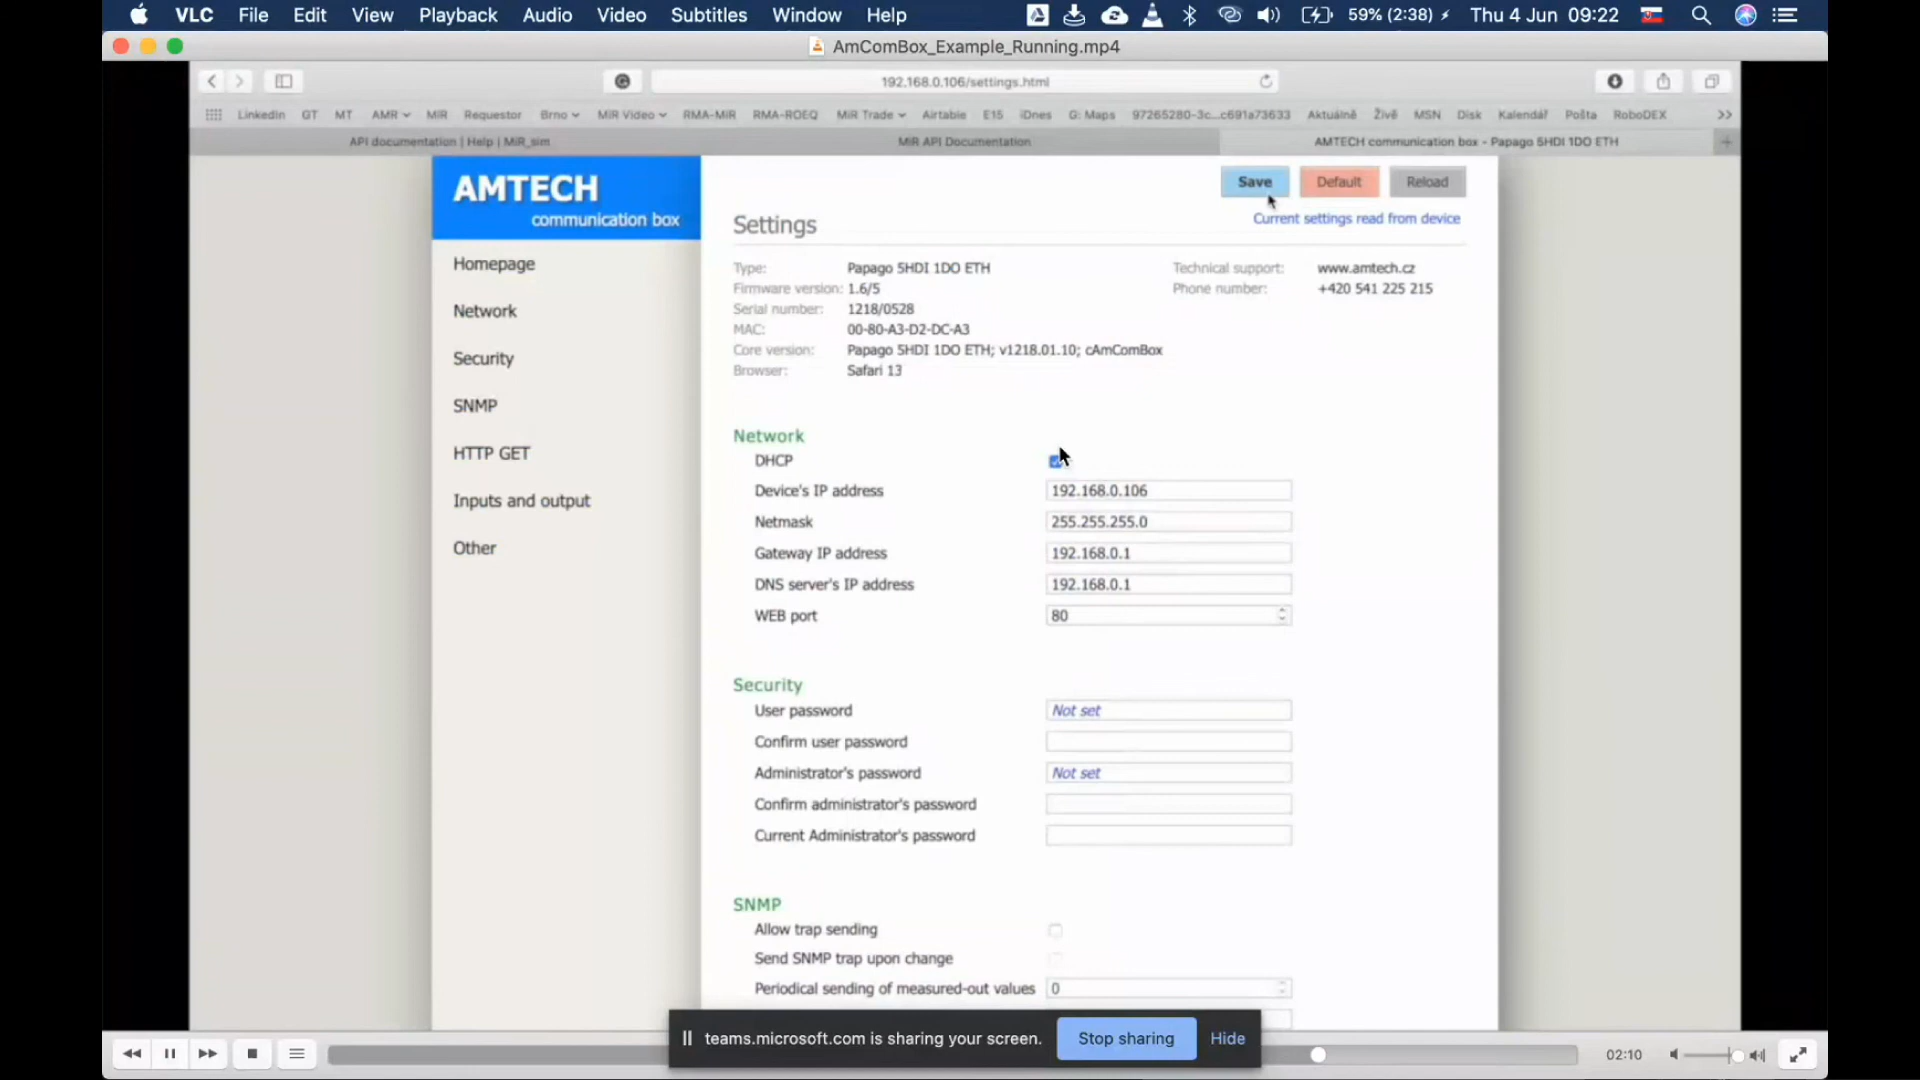 VLC File Edit View Playback Audio Video Subtitles Window Help 59% (2:38) Thu 4 Jun 09:22
AmComBox_Example_Running.mp4
192.168.0.106/settings.html
LinkedIn GT MT AMR MiR Requestor Brno MiR Video RMA-MiR RMA-ROEQ MiR Trade Airtable E15 iDnes G: Maps 97265280-3c...c691a73633 Aktuálně Živě MSN Disk Kalendář Pošta RoboDEX >>
API documentation | Help | MiR_sim MiR API Documentation AMTECH communication box - Papago 5HDI 1DO ETH +
AMTECH
communication box
Save Default Reload
Current settings read from device
Settings
Homepage
Network
Security
SNMP
HTTP GET
Inputs and output
Other
Type: Papago 5HDI 1DO ETH Technical support: www.amtech.cz
Firmware version: 1.6/5 Phone number: +420 541 225 215
Serial number: 1218/0528
MAC: 00-80-A3-D2-DC-A3
Core version: Papago 5HDI 1DO ETH; v1218.01.10; cAmComBox
Browser: Safari 13
Network
DHCP
Device's IP address 192.168.0.106
Netmask 255.255.255.0
Gateway IP address 192.168.0.1
DNS server's IP address 192.168.0.1
WEB port 80
Security
User password Not set
Confirm user password
Administrator's password Not set
Confirm administrator's password
Current Administrator's password
SNMP
Allow trap sending
Send SNMP trap upon change
Periodical sending of measured-out values 0
teams.microsoft.com is sharing your screen. Stop sharing Hide
02:10